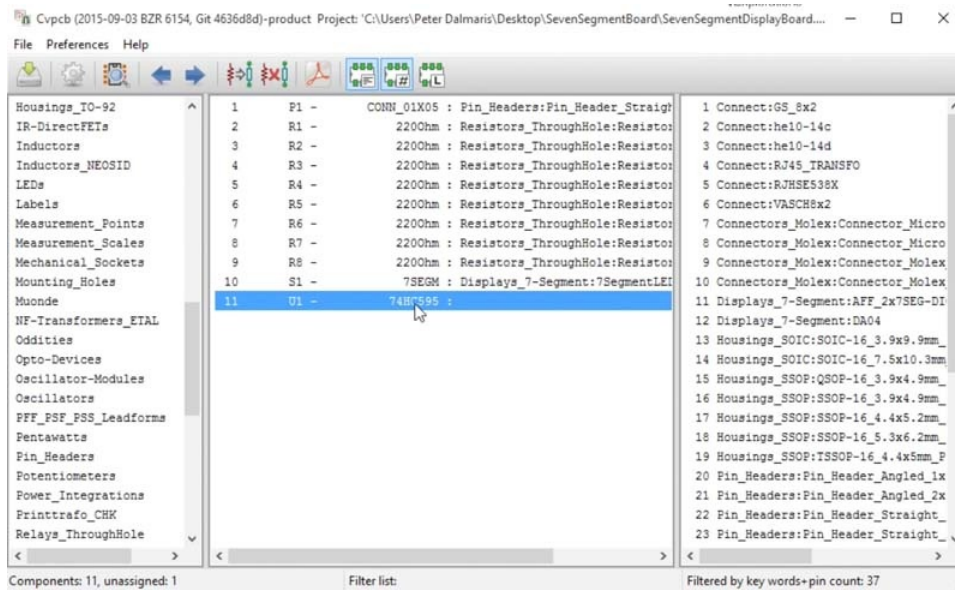 Cvpcb (2015-09-03 BZR 6154, Git 4636d8d)-product Project: 'C:\Users\Peter Dalmaris\Desktop\SevenSegmentBoard\SevenSegmentDisplayBoard....
File Preferences Help
Housings_TO-92
IR-DirectFETs
Inductors
Inductors_NEOSID
LEDs
Labels
Measurement_Points
Measurement_Scales
Mechanical_Sockets
Mounting_Holes
Muonde
NF-Transformers_ETAL
Oddities
Opto-Devices
Oscillator-Modules
Oscillators
PFF_PSF_PSS_Leadforms
Pentawatts
Pin_Headers
Potentiometers
Power_Integrations
Printtrafo_CHK
Relays_ThroughHole
1 P1 - CONN_01X05 : Pin_Headers:Pin_Header_Straigh
2 R1 - 220Ohm : Resistors_ThroughHole:Resistor
3 R2 - 220Ohm : Resistors_ThroughHole:Resistor
4 R3 - 220Ohm : Resistors_ThroughHole:Resistor
5 R4 - 220Ohm : Resistors_ThroughHole:Resistor
6 R5 - 220Ohm : Resistors_ThroughHole:Resistor
7 R6 - 220Ohm : Resistors_ThroughHole:Resistor
8 R7 - 220Ohm : Resistors_ThroughHole:Resistor
9 R8 - 220Ohm : Resistors_ThroughHole:Resistor
10 S1 - 7SEGM : Displays_7-Segment:7SegmentLED
11 U1 - 74HC595 :
1 Connect:GS_8x2
2 Connect:he10-14c
3 Connect:he10-14d
4 Connect:RJ45_TRANSFO
5 Connect:RJHSE538X
6 Connect:VASCH8x2
7 Connectors_Molex:Connector_Micro
8 Connectors_Molex:Connector_Micro
9 Connectors_Molex:Connector_Molex
10 Connectors_Molex:Connector_Molex
11 Displays_7-Segment:AFF_2x7SEG-DI
12 Displays_7-Segment:DA04
13 Housings_SOIC:SOIC-16_3.9x9.9mm_
14 Housings_SOIC:SOIC-16_7.5x10.3mm
15 Housings_SSOP:QSOP-16_3.9x4.9mm_
16 Housings_SSOP:SSOP-16_3.9x4.9mm_
17 Housings_SSOP:SSOP-16_4.4x5.2mm_
18 Housings_SSOP:SSOP-16_5.3x6.2mm_
19 Housings_SSOP:TSSOP-16_4.4x5mm_P
20 Pin_Headers:Pin_Header_Angled_1x
21 Pin_Headers:Pin_Header_Angled_2x
22 Pin_Headers:Pin_Header_Straight_
23 Pin_Headers:Pin_Header_Straight_
Components: 11, unassigned: 1
Filter list:
Filtered by key words+pin count: 37